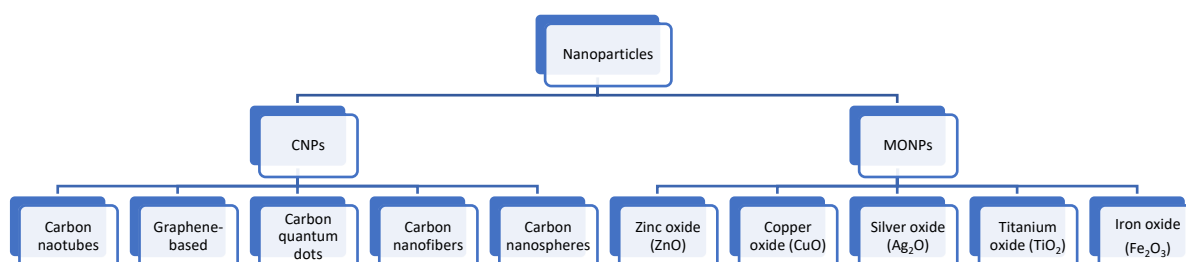 Nanoparticles
CNPs
MONPs
Carbon
naotubes
Graphene-
based
Carbon
quantum
dots
Carbon
nanofibers
Carbon
nanospheres
Zinc oxide
(ZnO)
Copper
oxide (CuO)
Silver oxide
(Ag₂O)
Titanium
oxide (TiO₂)
Iron oxide
(Fe₂O₃)